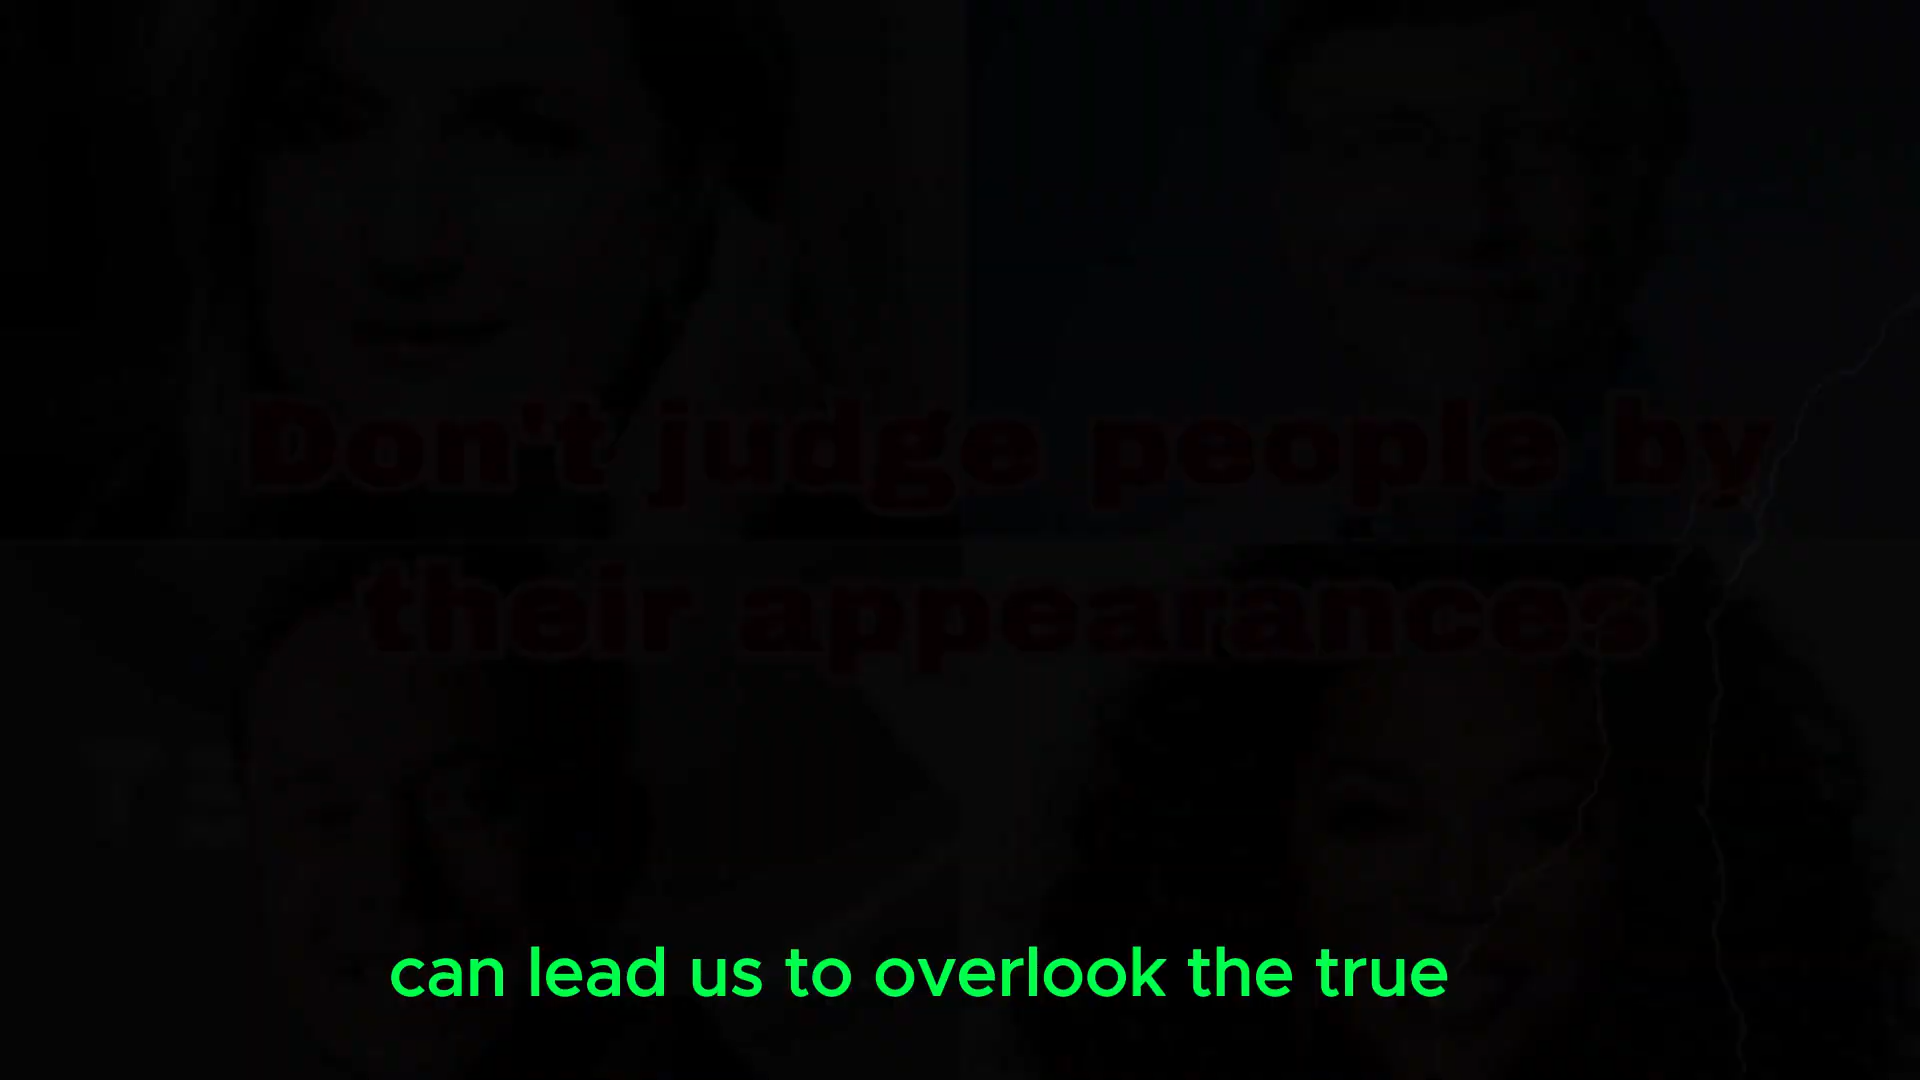 Don't judge people by
their appearances
can lead us to overlook the true